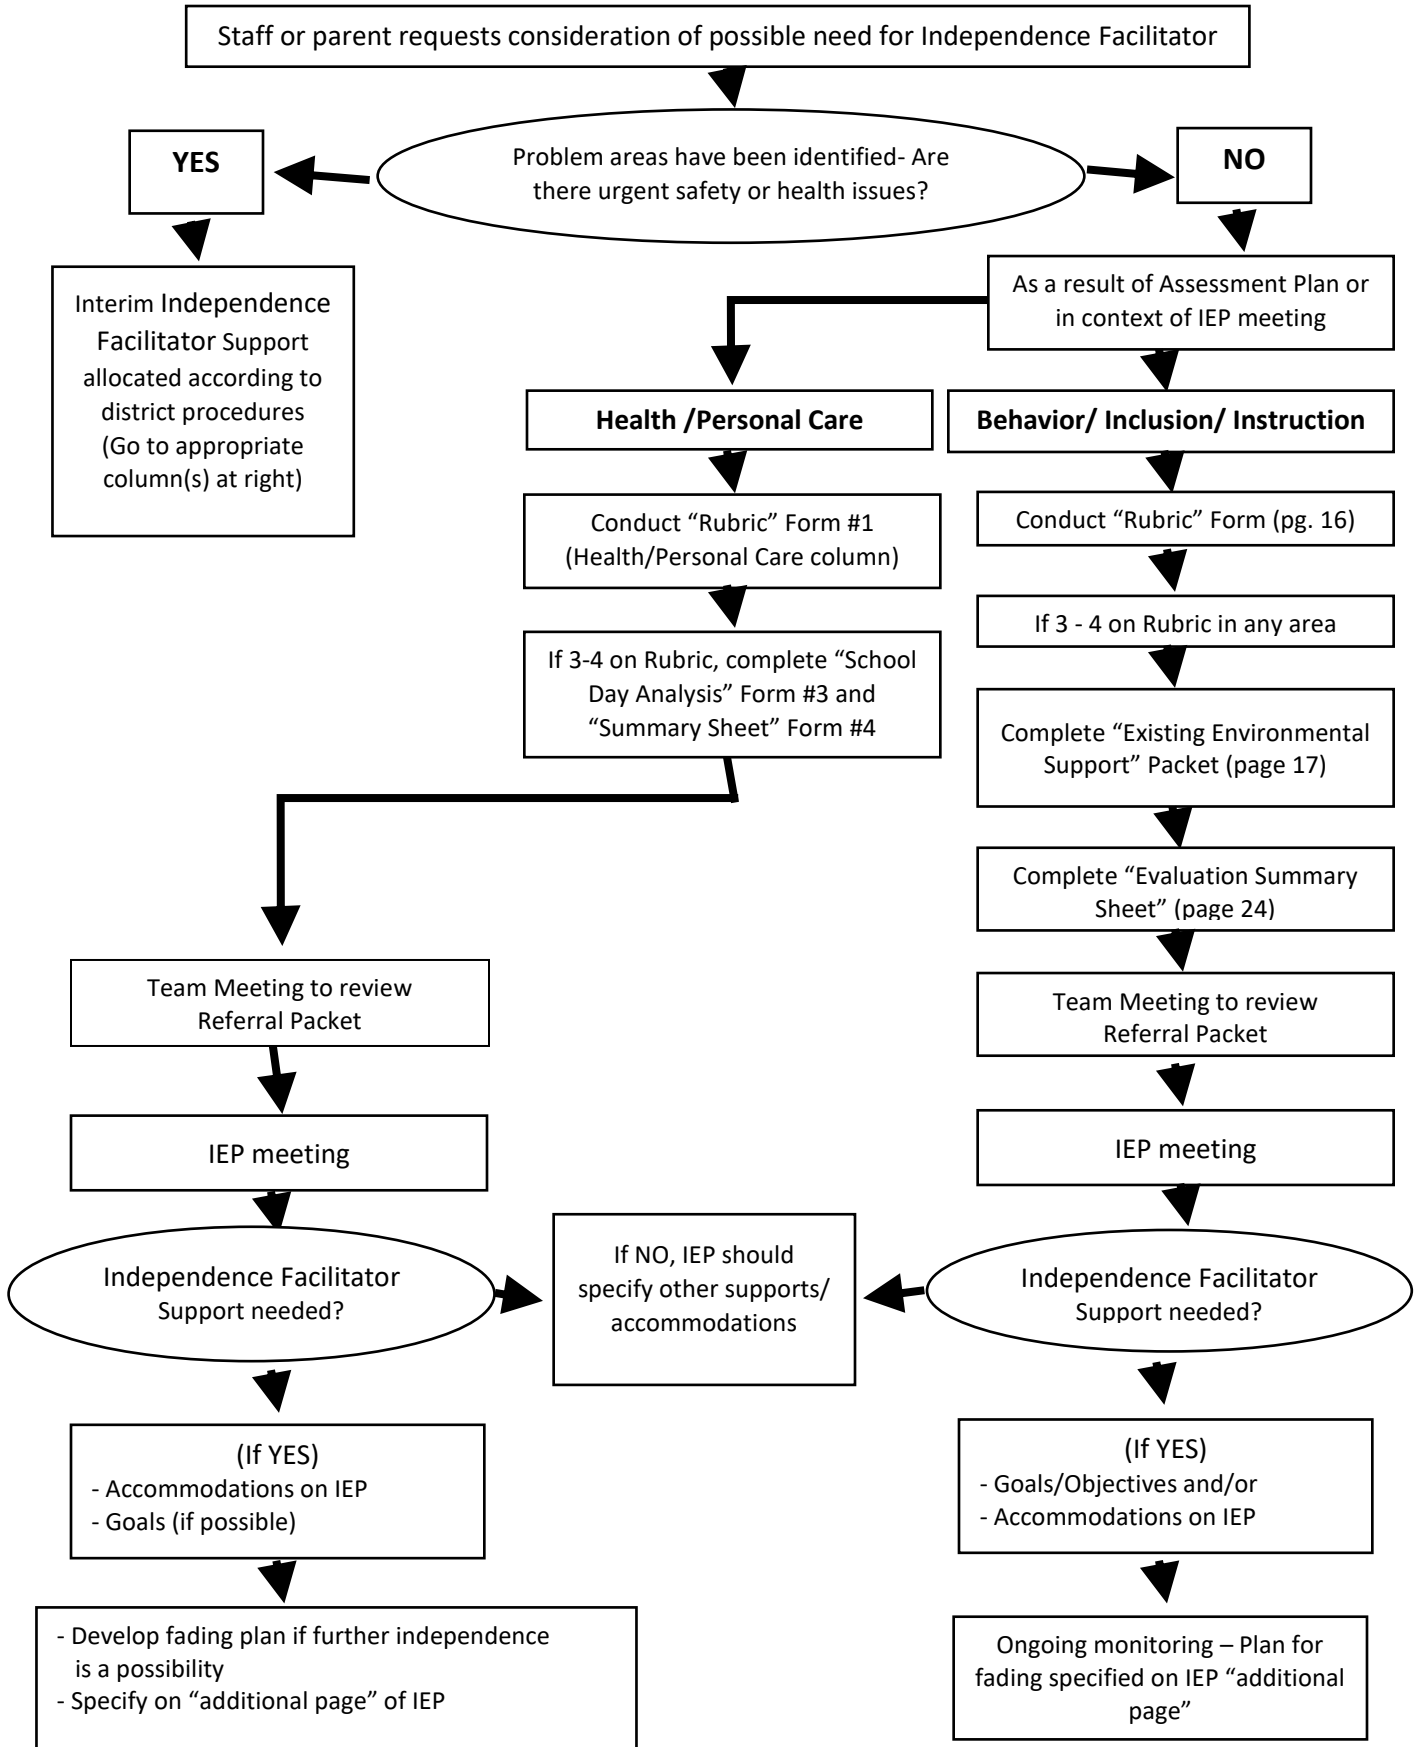 Staff or parent requests consideration of possible need for Independence Facilitator
Problem areas have been identified- Are
there urgent safety or health issues?
YES
NO
Interim Independence
Facilitator Support
allocated according to
district procedures
(Go to appropriate
column(s) at right)
As a result of Assessment Plan or
in context of IEP meeting
Health /Personal Care
Conduct “Rubric” Form #1
(Health/Personal Care column)
If 3-4 on Rubric, complete “School
Day Analysis” Form #3 and
“Summary Sheet” Form #4
Team Meeting to review
Referral Packet
IEP meeting
Independence Facilitator
Support needed?
If NO, IEP should
specify other supports/
accommodations
(If YES)
- Accommodations on IEP
- Goals (if possible)
- Develop fading plan if further independence
is a possibility
- Specify on “additional page” of IEP
Behavior/ Inclusion/ Instruction
Conduct “Rubric” Form (pg. 16)
If 3 - 4 on Rubric in any area
Complete “Existing Environmental
Support” Packet (page 17)
Complete “Evaluation Summary
Sheet” (page 24)
Team Meeting to review
Referral Packet
IEP meeting
Independence Facilitator
Support needed?
(If YES)
- Goals/Objectives and/or
- Accommodations on IEP
Ongoing monitoring – Plan for
fading specified on IEP “additional
page”